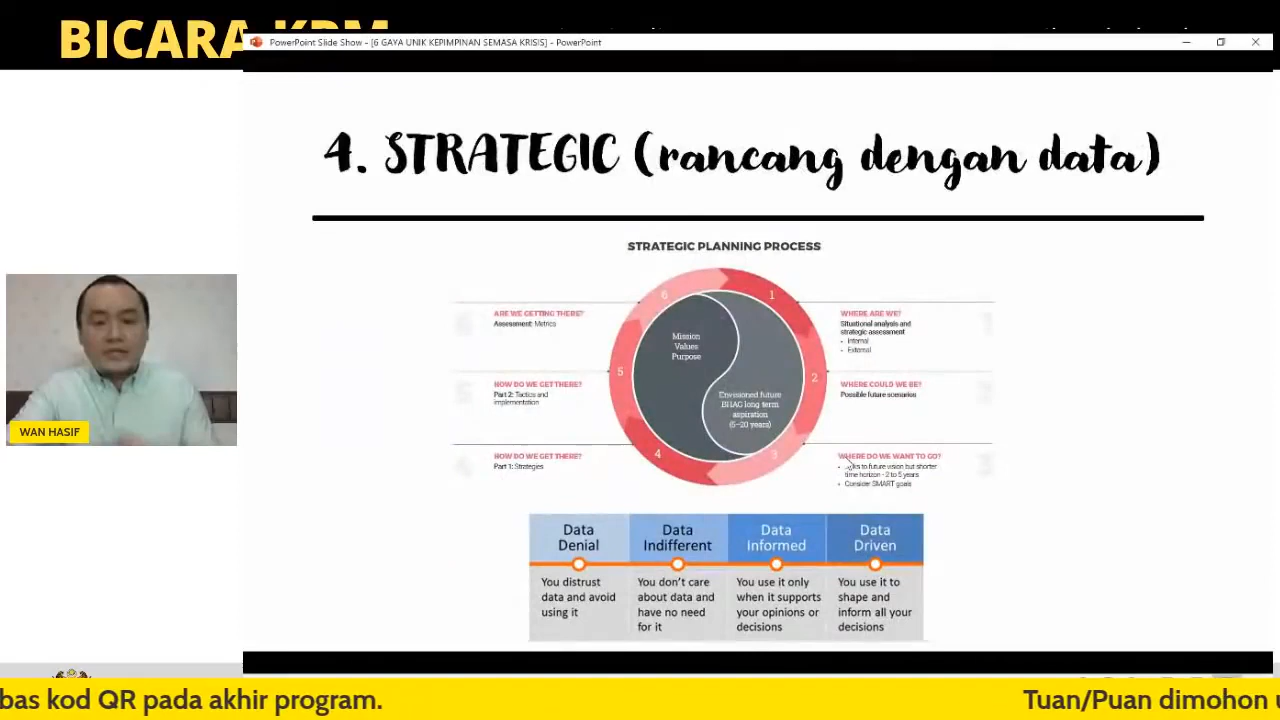 BICARA KPM
PowerPoint Slide Show - [6 GAYA UNIK KEPIMPINAN SEMASA KRISIS] - PowerPoint
4. STRATEGIC (rancang dengan data)
STRATEGIC PLANNING PROCESS
6
1
5
2
4
3
Mission
Values
Purpose
Envisioned future
BHAG long term
aspiration
(5–20 years)
ARE WE GETTING THERE?
Assessment: Metrics
HOW DO WE GET THERE?
Part 2: Tactics and
implementation
HOW DO WE GET THERE?
Part 1: Strategies
WHERE ARE WE?
Situational analysis and
strategic assessment
• Internal
• External
WHERE COULD WE BE?
Possible future scenarios
WHERE DO WE WANT TO GO?
to future vision but shorter
time horizon - 2 to 5 years
• Consider SMART goals
Data
Denial
You distrust
data and avoid
using it
Data
Indifferent
You don't care
about data and
have no need
for it
Data
Informed
You use it only
when it supports
your opinions or
decisions
Data
Driven
You use it to
shape and
inform all your
decisions
WAN HASIF
bas kod QR pada akhir program.
Tuan/Puan dimohon u